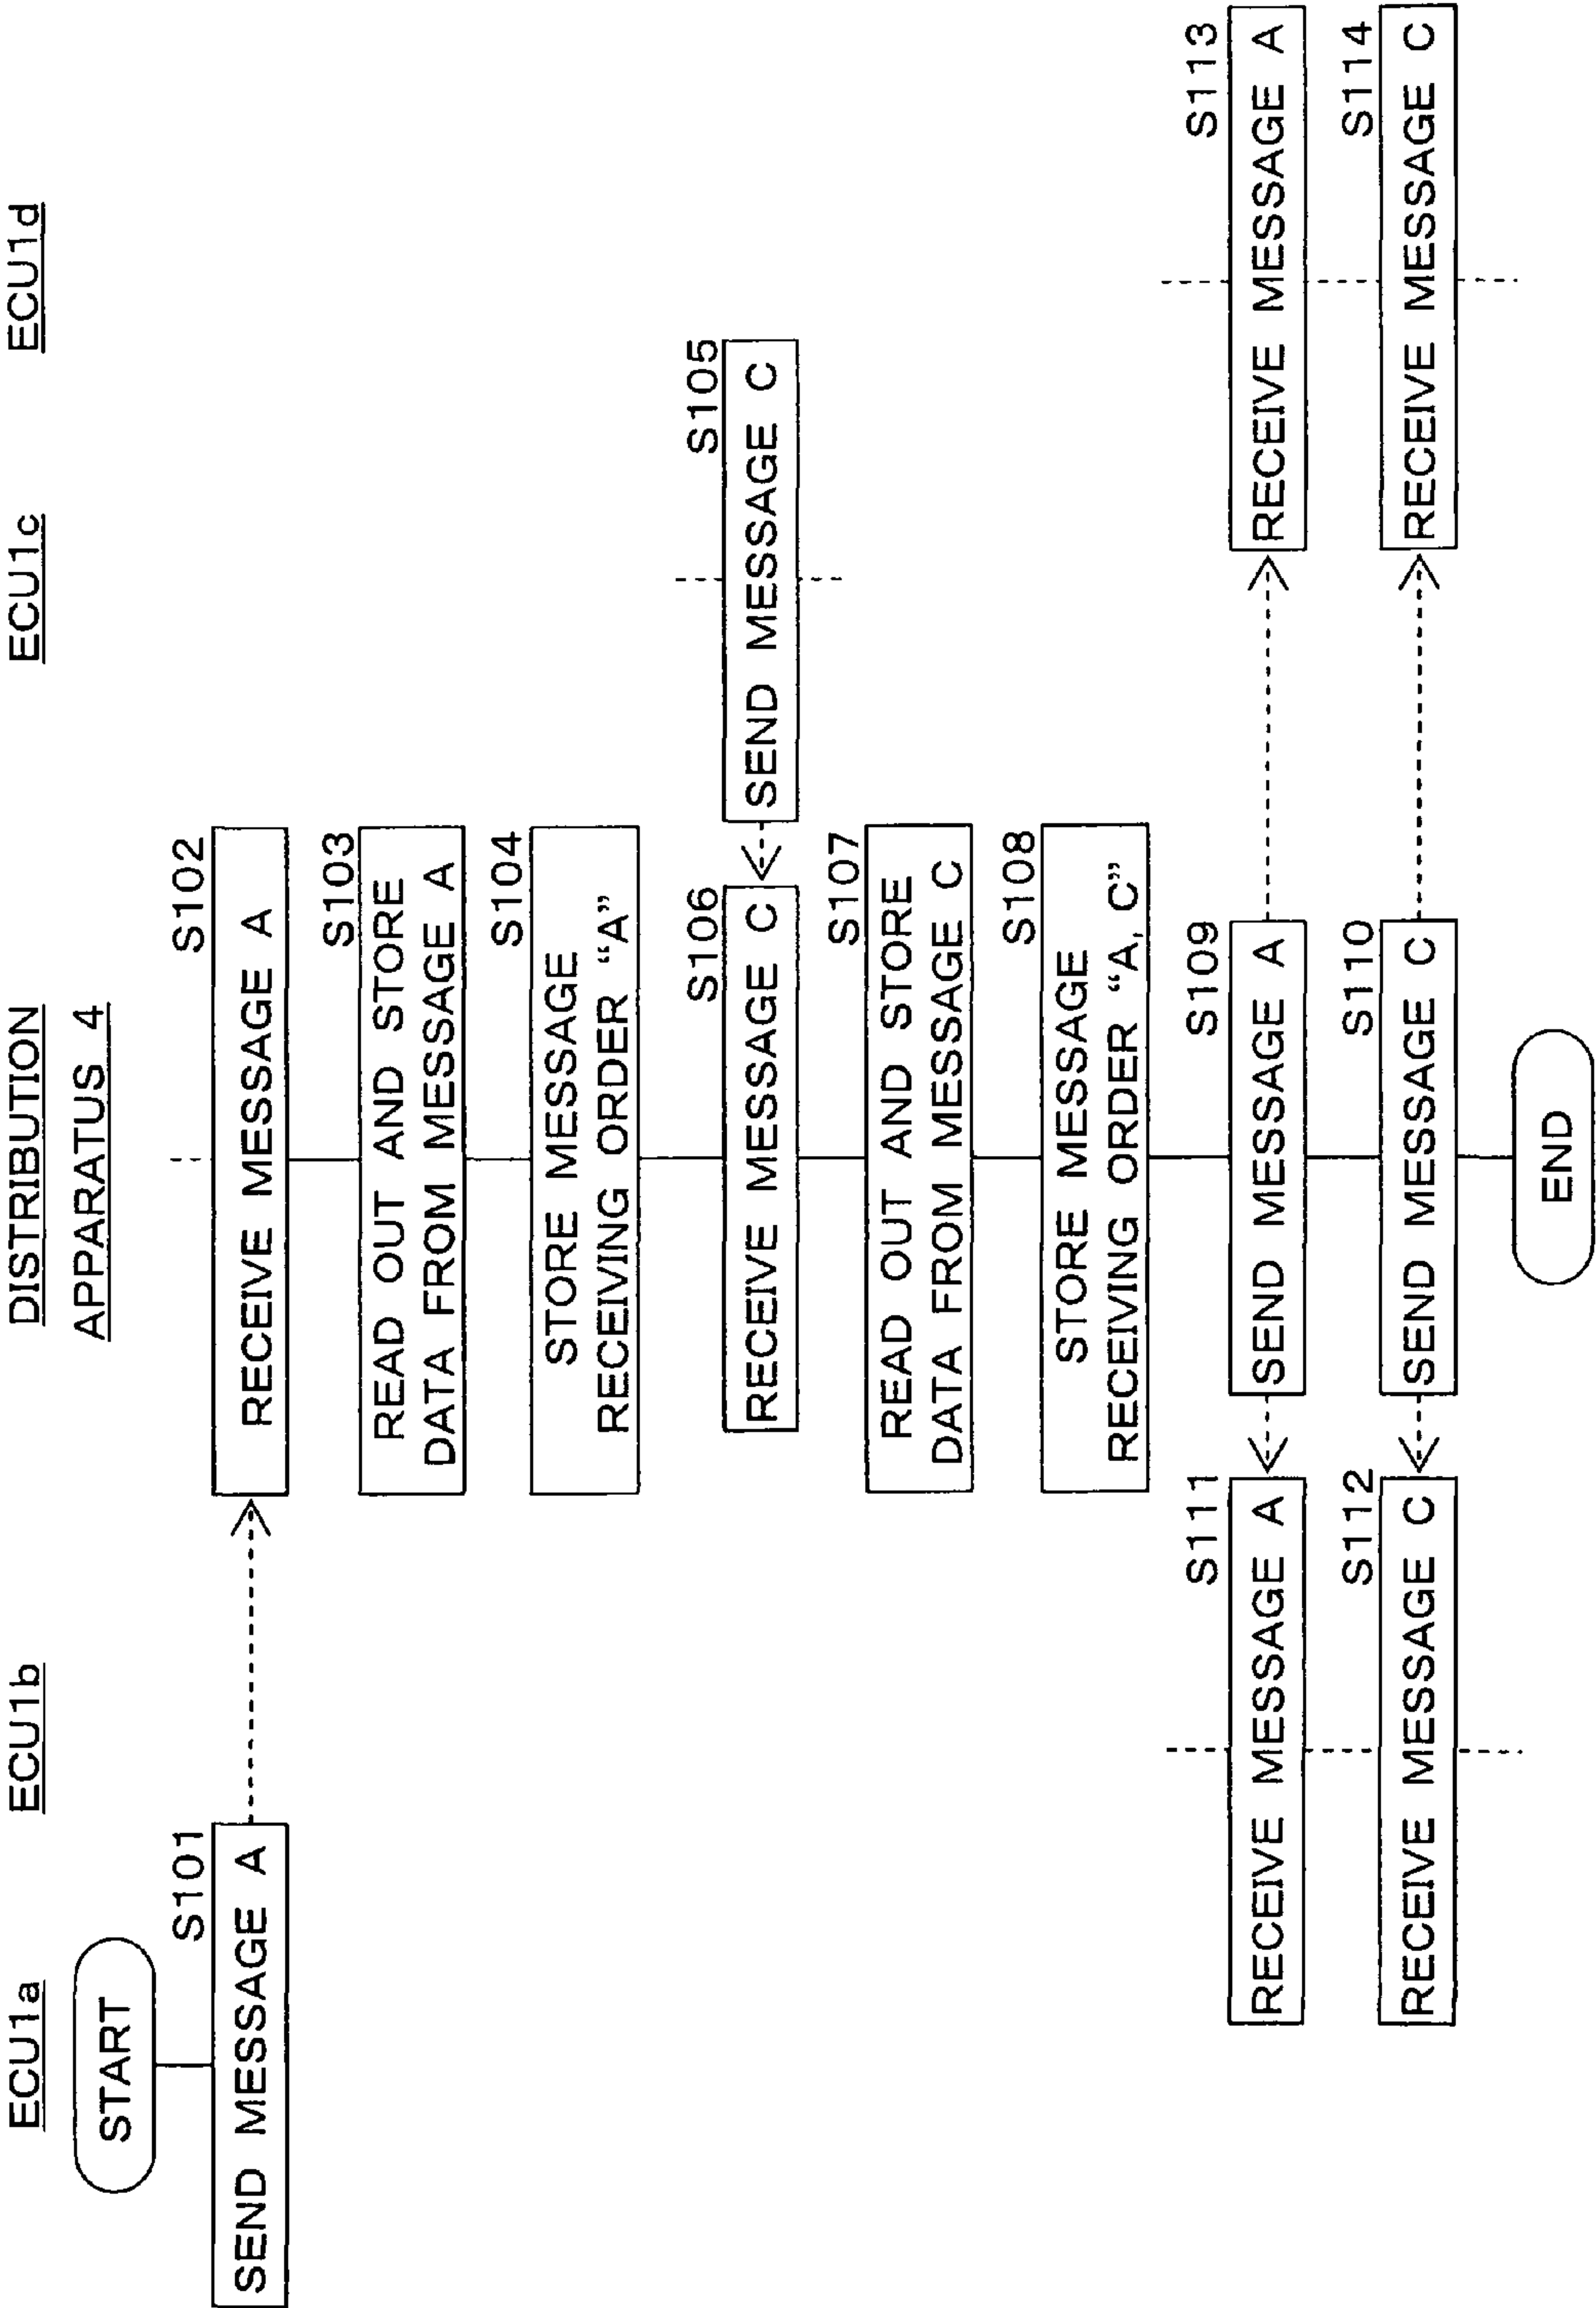 ECU1a
ECU1b
DISTRIBUTION
APPARATUS 4
ECU1c
ECU1d
START
S101
SEND MESSAGE A
S102
RECEIVE MESSAGE A
S103
READ OUT AND STORE
DATA FROM MESSAGE A
S104
STORE MESSAGE
RECEIVING ORDER “A”
S105
SEND MESSAGE C
S106
RECEIVE MESSAGE C
S107
READ OUT AND STORE
DATA FROM MESSAGE C
S108
STORE MESSAGE
RECEIVING ORDER “A, C”
S111
RECEIVE MESSAGE A
S109
SEND MESSAGE A
S113
RECEIVE MESSAGE A
S112
RECEIVE MESSAGE C
S110
SEND MESSAGE C
S114
RECEIVE MESSAGE C
END